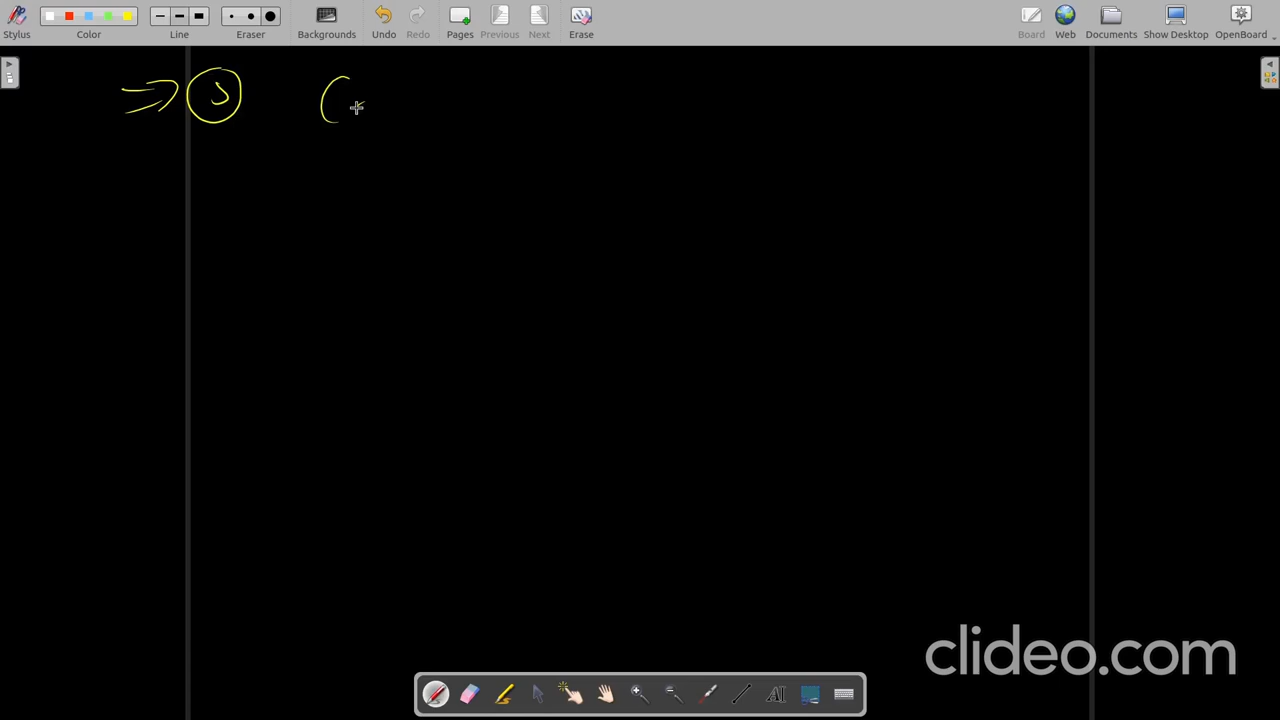 Stylus
Color
Line
Eraser
Backgrounds
Undo
Redo
Pages
Previous
Next
Erase
Board
Web
Documents
Show Desktop
OpenBoard
AI
clideo.com